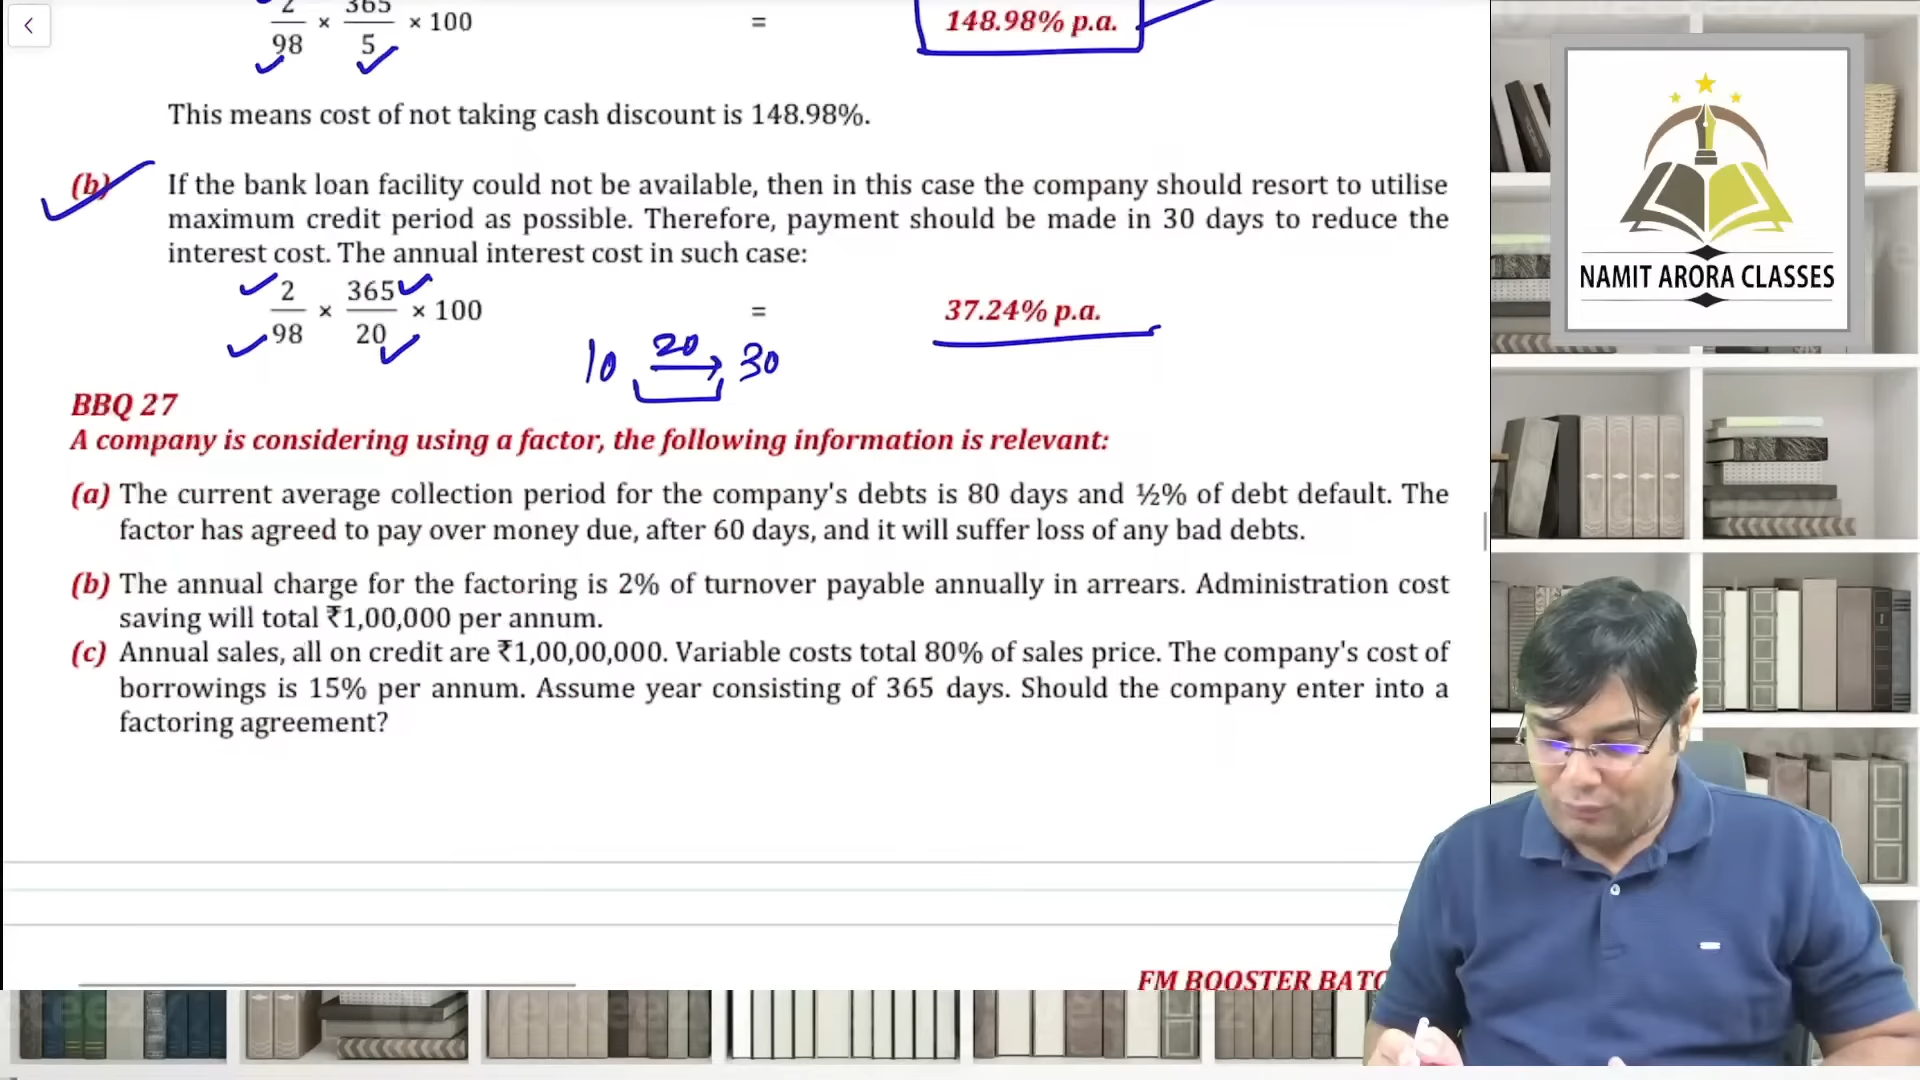 2/98 × 365/5 × 100 = 148.98% p.a.
This means cost of not taking cash discount is 148.98%.
(b) If the bank loan facility could not be available, then in this case the company should resort to utilise
maximum credit period as possible. Therefore, payment should be made in 30 days to reduce the
interest cost. The annual interest cost in such case:
2/98 × 365/20 × 100 = 37.24% p.a.
10 20 → 30
BBQ 27
A company is considering using a factor, the following information is relevant:
(a) The current average collection period for the company's debts is 80 days and ½% of debt default. The
factor has agreed to pay over money due, after 60 days, and it will suffer loss of any bad debts.
(b) The annual charge for the factoring is 2% of turnover payable annually in arrears. Administration cost
saving will total ₹1,00,000 per annum.
(c) Annual sales, all on credit are ₹1,00,00,000. Variable costs total 80% of sales price. The company's cost of
borrowings is 15% per annum. Assume year consisting of 365 days. Should the company enter into a
factoring agreement?
FM BOOSTER BATC
NAMIT ARORA CLASSES